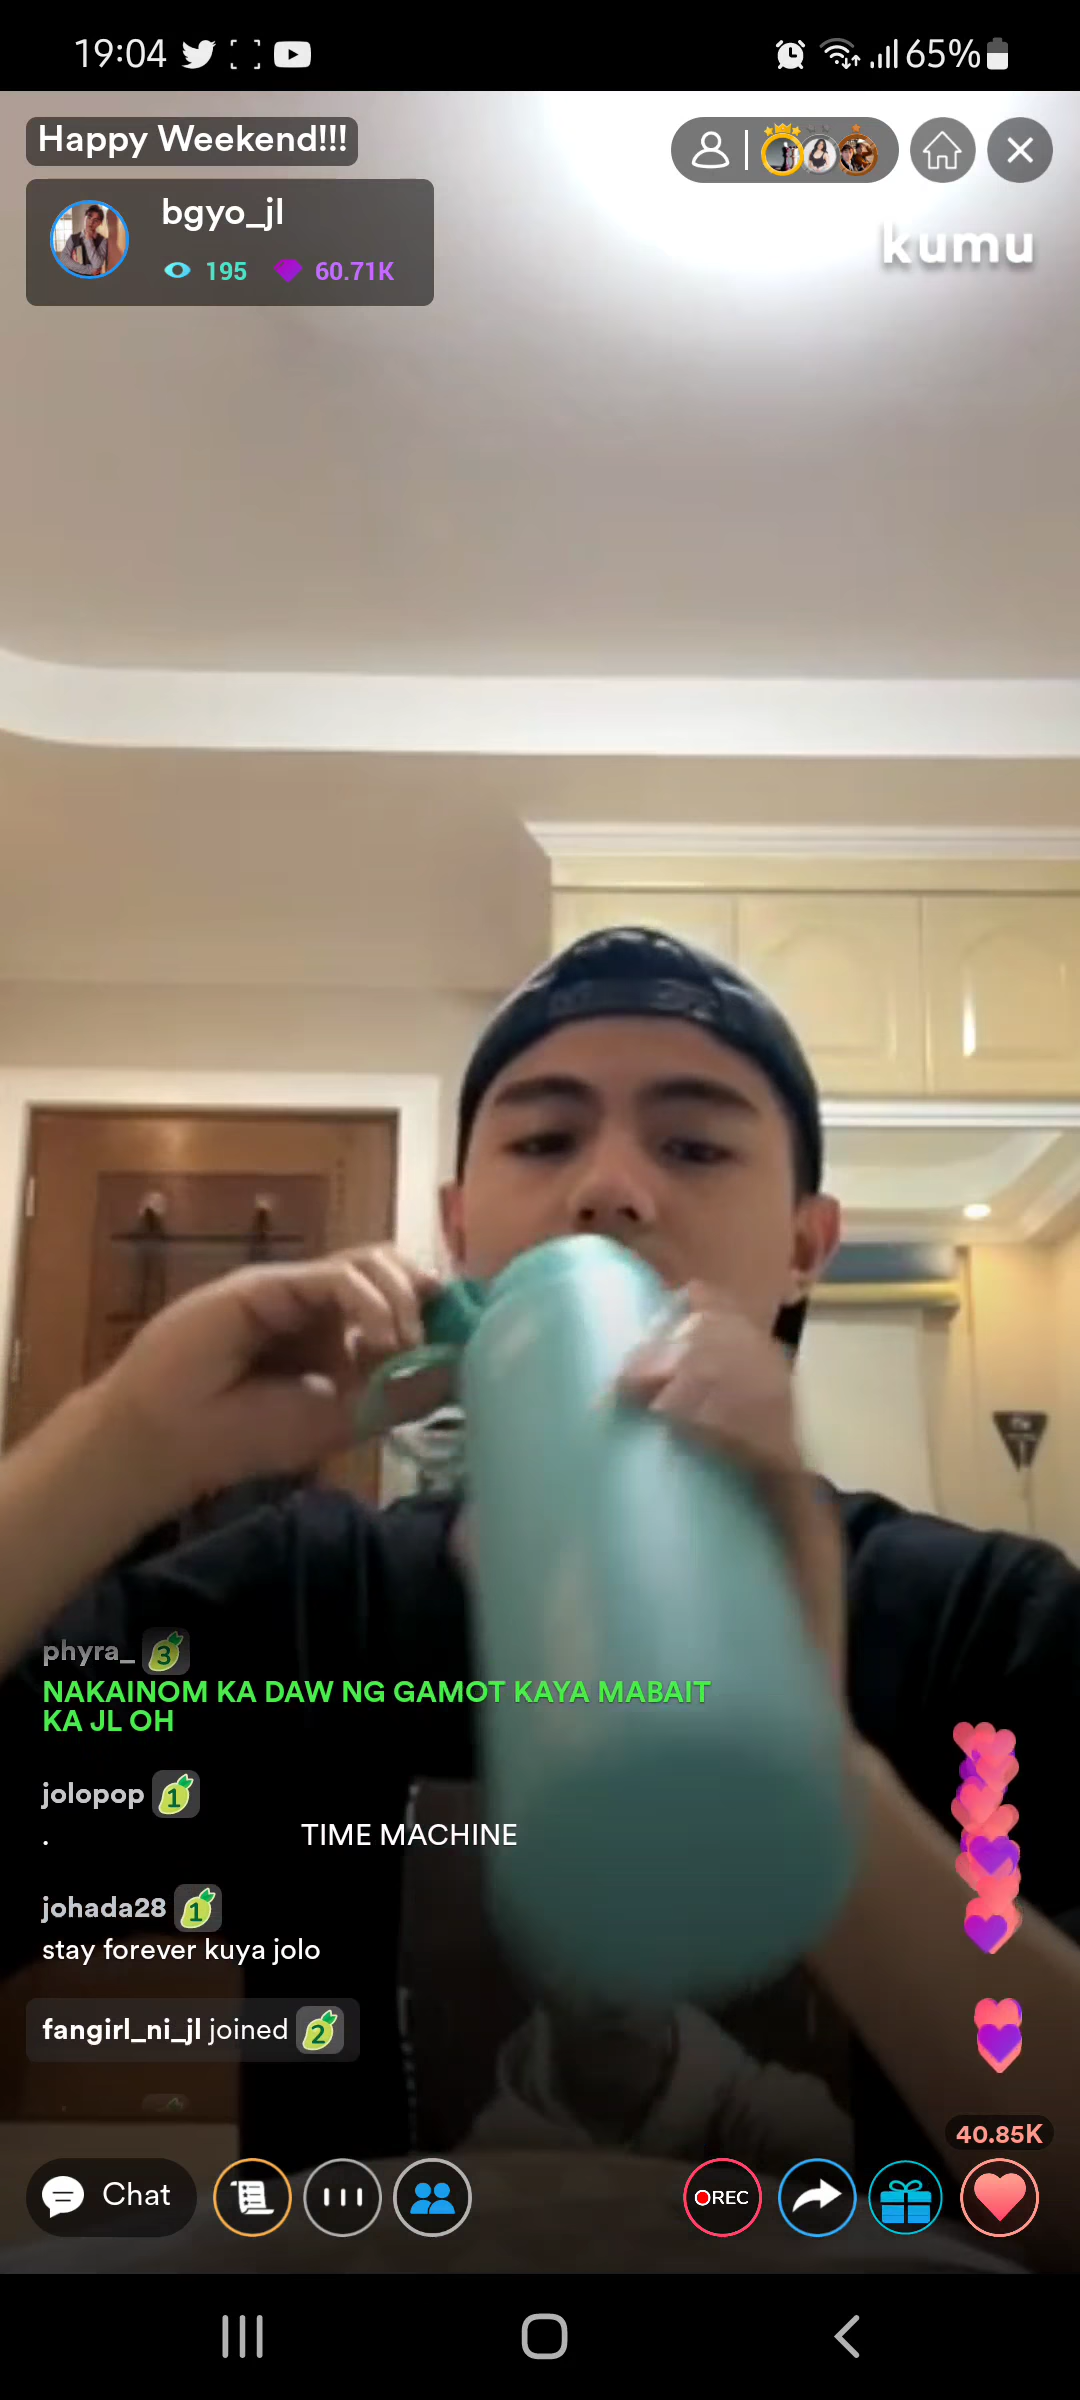 19:04
65%
Happy Weekend!!!
bgyo_jl
195 60.71K
kumu
phyra_ 3
NAKAINOM KA DAW NG GAMOT KAYA MABAIT
KA JL OH
jolopop 1
. TIME MACHINE
johada28 1
stay forever kuya jolo
fangirl_ni_jl joined 2
40.85K
Chat
REC